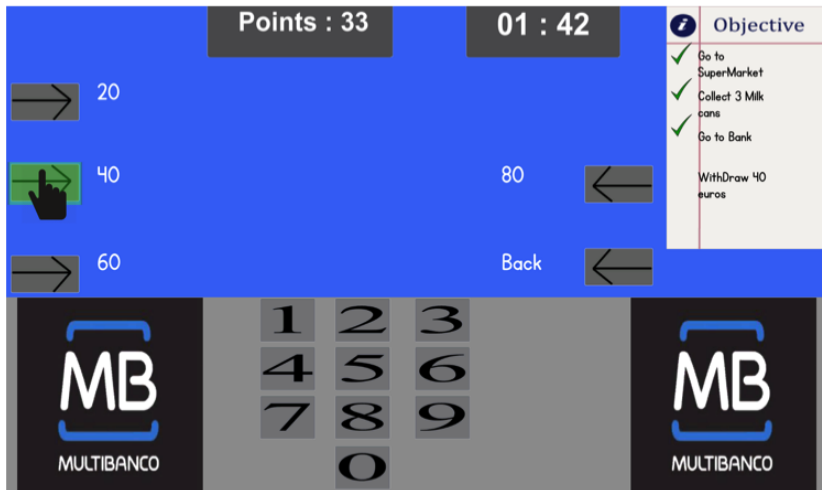 Points : 33
01 : 42
i Objective
Go to
SuperMarket
Collect 3 Milk
cans
Go to Bank
WithDraw 40
euros
20
40
80
60
Back
1 2 3
4 5 6
7 8 9
0
MB
MULTIBANCO
MB
MULTIBANCO